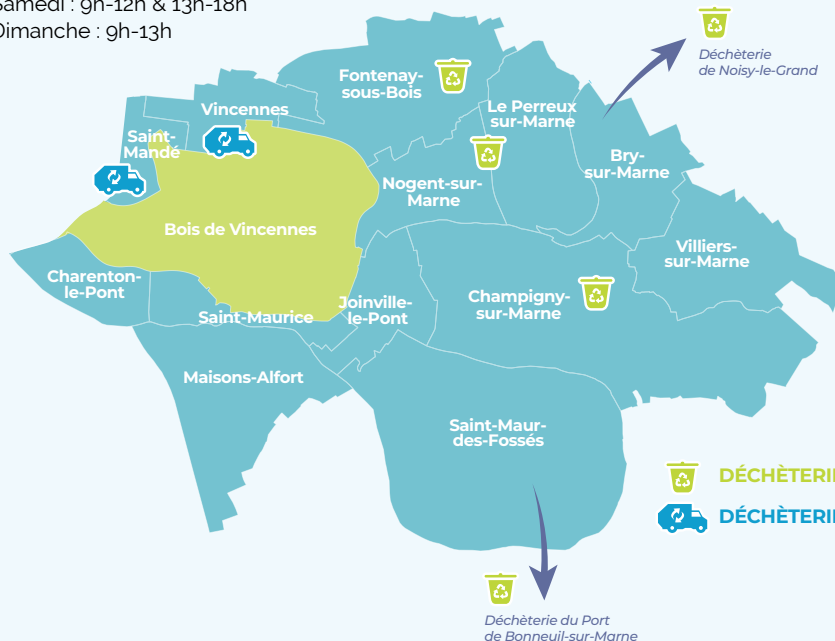 Samedi : 9h-12h & 13h-18h
Dimanche : 9h-13h
Déchèterie
de Noisy-le-Grand
Fontenay-
sous-Bois
Vincennes
Le Perreux
sur-Marne
Saint-
Mandé
Bry-
sur-Marne
Nogent-sur-
Marne
Bois de Vincennes
Villiers-
sur-Marne
Charenton-
le-Pont
Champigny-
sur-Marne
Joinville-
le-Pont
Saint-Maurice
Maisons-Alfort
Saint-Maur-
des-Fossés
DÉCHÈTERIE
DÉCHÈTERIE
Déchèterie du Port
de Bonneuil-sur-Marne